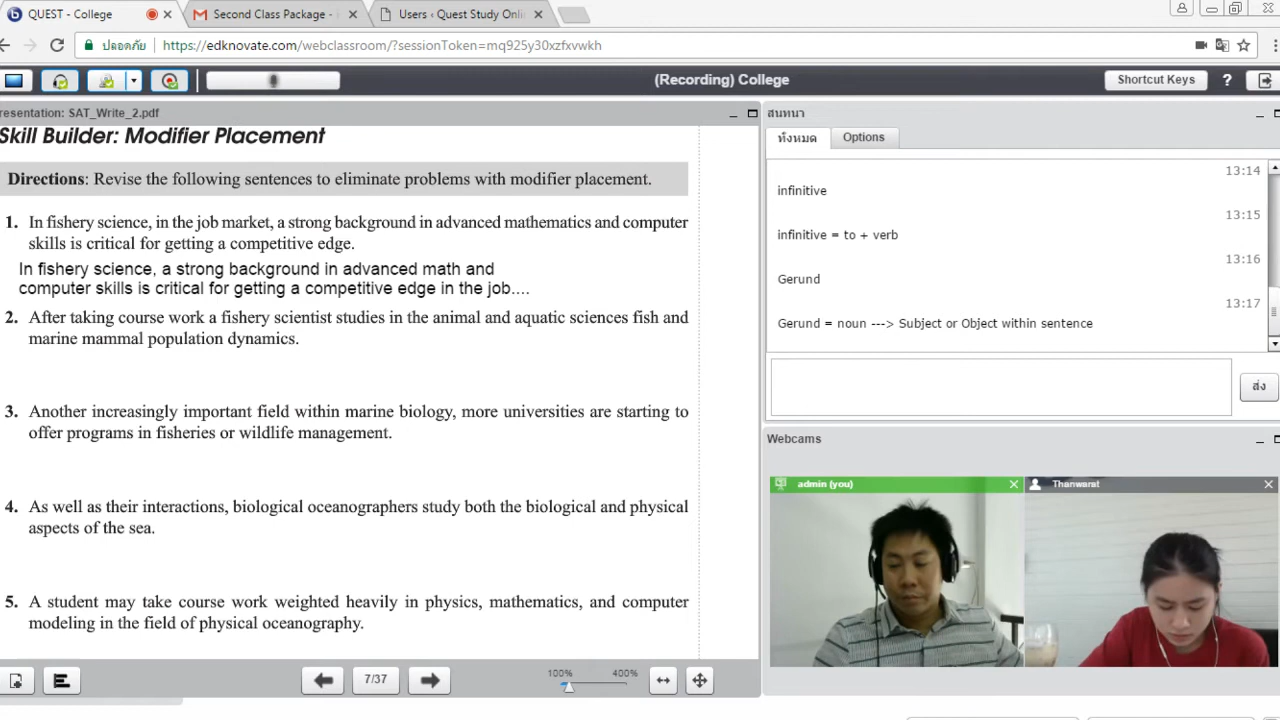 QUEST - College
Second Class Package -
Users ‹ Quest Study Onli
ปลอดภัย
https://edknovate.com/webclassroom/?sessionToken=mq925y30xzfxvwkh
(Recording) College
Shortcut Keys
?
resentation: SAT_Write_2.pdf
Skill Builder: Modifier Placement
Directions: Revise the following sentences to eliminate problems with modifier placement.
1. In fishery science, in the job market, a strong background in advanced mathematics and computer
skills is critical for getting a competitive edge.
In fishery science, a strong background in advanced math and
computer skills is critical for getting a competitive edge in the job....
2. After taking course work a fishery scientist studies in the animal and aquatic sciences fish and
marine mammal population dynamics.
3. Another increasingly important field within marine biology, more universities are starting to
offer programs in fisheries or wildlife management.
4. As well as their interactions, biological oceanographers study both the biological and physical
aspects of the sea.
5. A student may take course work weighted heavily in physics, mathematics, and computer
modeling in the field of physical oceanography.
7/37
100%
400%
สนทนา
ทั้งหมด
Options
13:14
infinitive
13:15
infinitive = to + verb
13:16
Gerund
13:17
Gerund = noun ---> Subject or Object within sentence
ส่ง
Webcams
admin (you)
Thanwarat